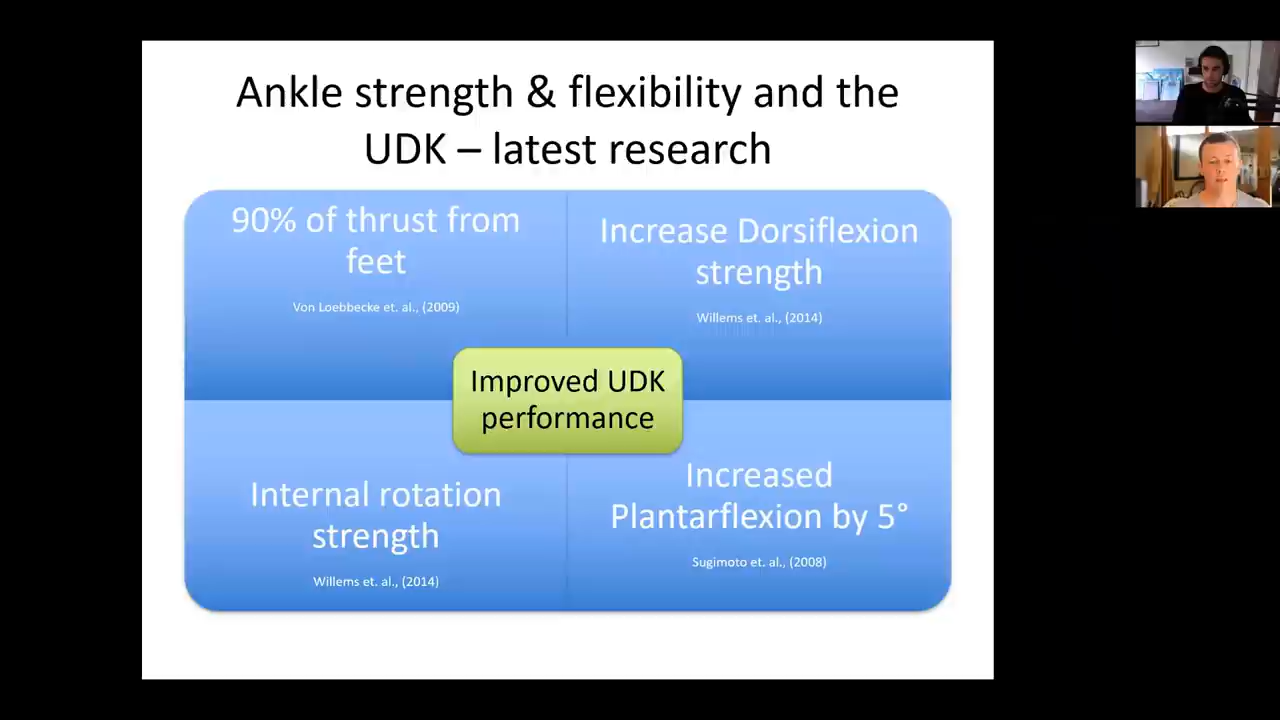 Ankle strength & flexibility and the
UDK – latest research
90% of thrust from
feet
Von Loebbecke et. al., (2009)
Increase Dorsiflexion
strength
Willems et. al., (2014)
Improved UDK
performance
Internal rotation
strength
Willems et. al., (2014)
Increased
Plantarflexion by 5°
Sugimoto et. al., (2008)